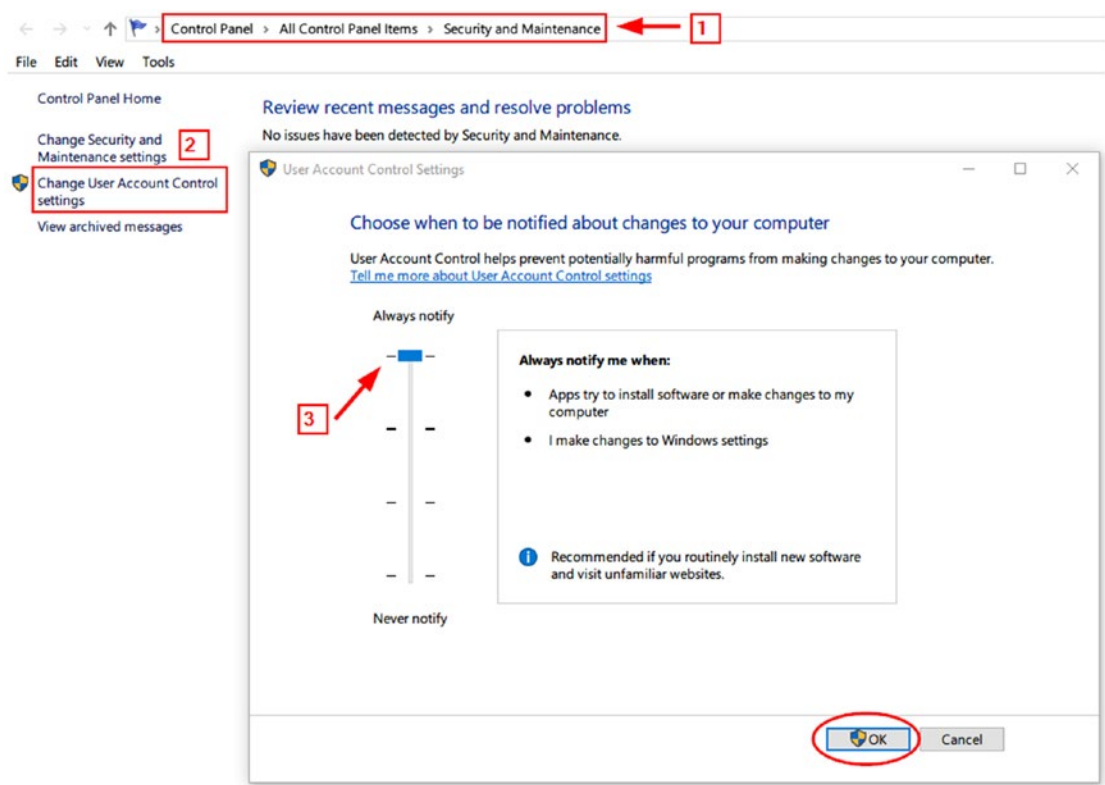 Control Panel > All Control Panel Items > Security and Maintenance
1
File Edit View Tools
Control Panel Home
Change Security and
Maintenance settings
2
Change User Account Control
settings
View archived messages
Review recent messages and resolve problems
No issues have been detected by Security and Maintenance.
User Account Control Settings
Choose when to be notified about changes to your computer
User Account Control helps prevent potentially harmful programs from making changes to your computer.
Tell me more about User Account Control settings
Always notify
3
Never notify
Always notify me when:
• Apps try to install software or make changes to my
computer
• I make changes to Windows settings
Recommended if you routinely install new software
and visit unfamiliar websites.
OK
Cancel